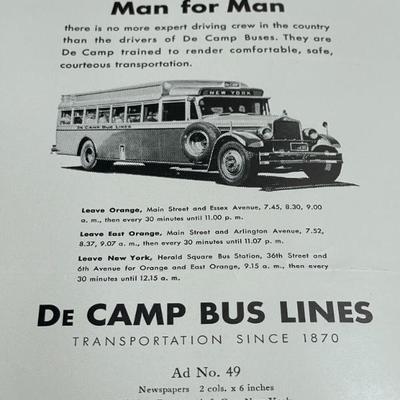 Man for Man
there is no more expert driving crew in the country
than the drivers of De Camp Buses. They are
De Camp trained to render comfortable, safe,
courteous transportation.
NEW YORK
DE CAMP BUS LINES
Leave Orange, Main Street and Essex Avenue, 7.45, 8.30, 9.00
a. m., then every 30 minutes until 11.00 p. m.
Leave East Orange, Main Street and Arlington Avenue, 7.52,
8.37, 9.07 a. m., then every 30 minutes until 11.07 p. m.
Leave New York, Herald Square Bus Station, 36th Street and
6th Avenue for Orange and East Orange, 9.15 a. m., then every
30 minutes until 12.15 a. m.
DE CAMP BUS LINES
TRANSPORTATION SINCE 1870
Ad No. 49
Newspapers 2 cols. x 6 inches